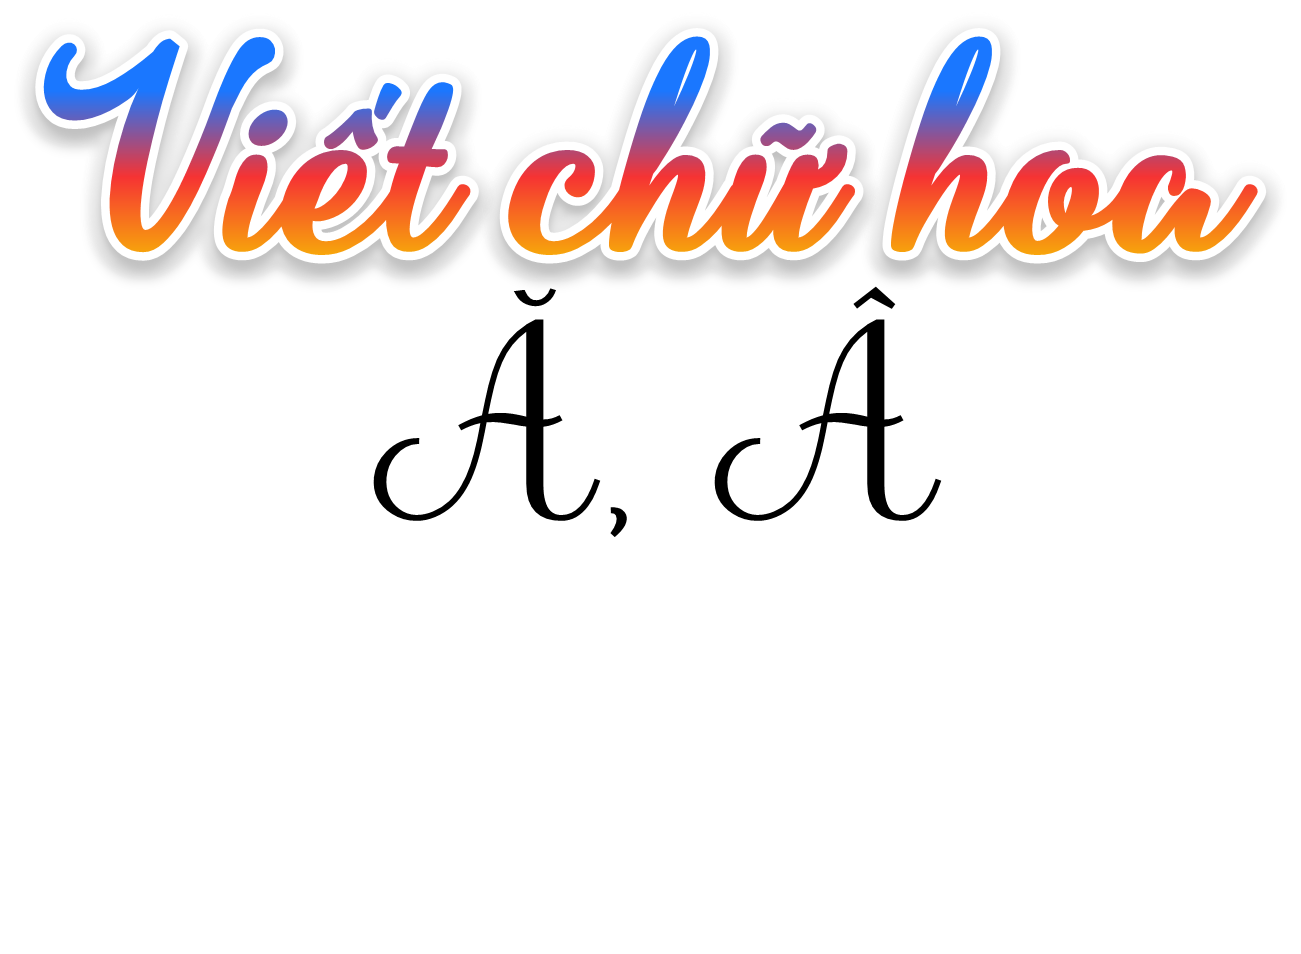 Viết chữ hoa
Ă, Â